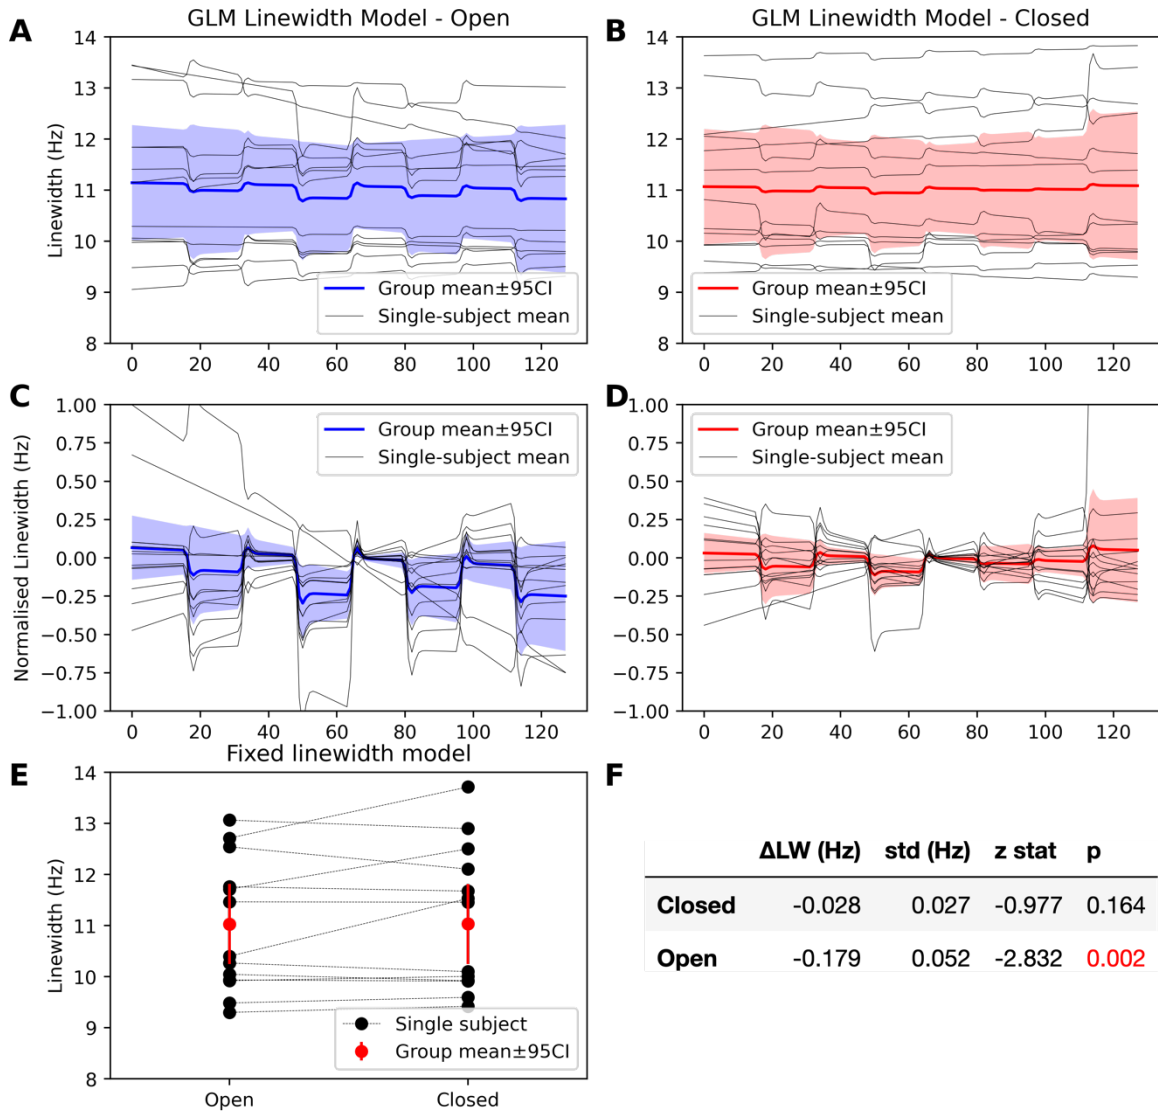 A
GLM Linewidth Model - Open
Linewidth (Hz)
14
13
12
11
10
9
8
Group mean±95CI
Single-subject mean
0 20 40 60 80 100 120
B
GLM Linewidth Model - Closed
14
13
12
11
10
9
8
Group mean±95CI
Single-subject mean
0 20 40 60 80 100 120
C
Normalised Linewidth (Hz)
1.00
0.75
0.50
0.25
0.00
−0.25
−0.50
−0.75
−1.00
Group mean±95CI
Single-subject mean
0 20 40 60 80 100 120
D
1.00
0.75
0.50
0.25
0.00
−0.25
−0.50
−0.75
−1.00
Group mean±95CI
Single-subject mean
0 20 40 60 80 100 120
E
Fixed linewidth model
Linewidth (Hz)
14
13
12
11
10
9
8
Single subject
Group mean±95CI
Open Closed
F
ΔLW (Hz) std (Hz) z stat p
Closed -0.028 0.027 -0.977 0.164
Open -0.179 0.052 -2.832 0.002